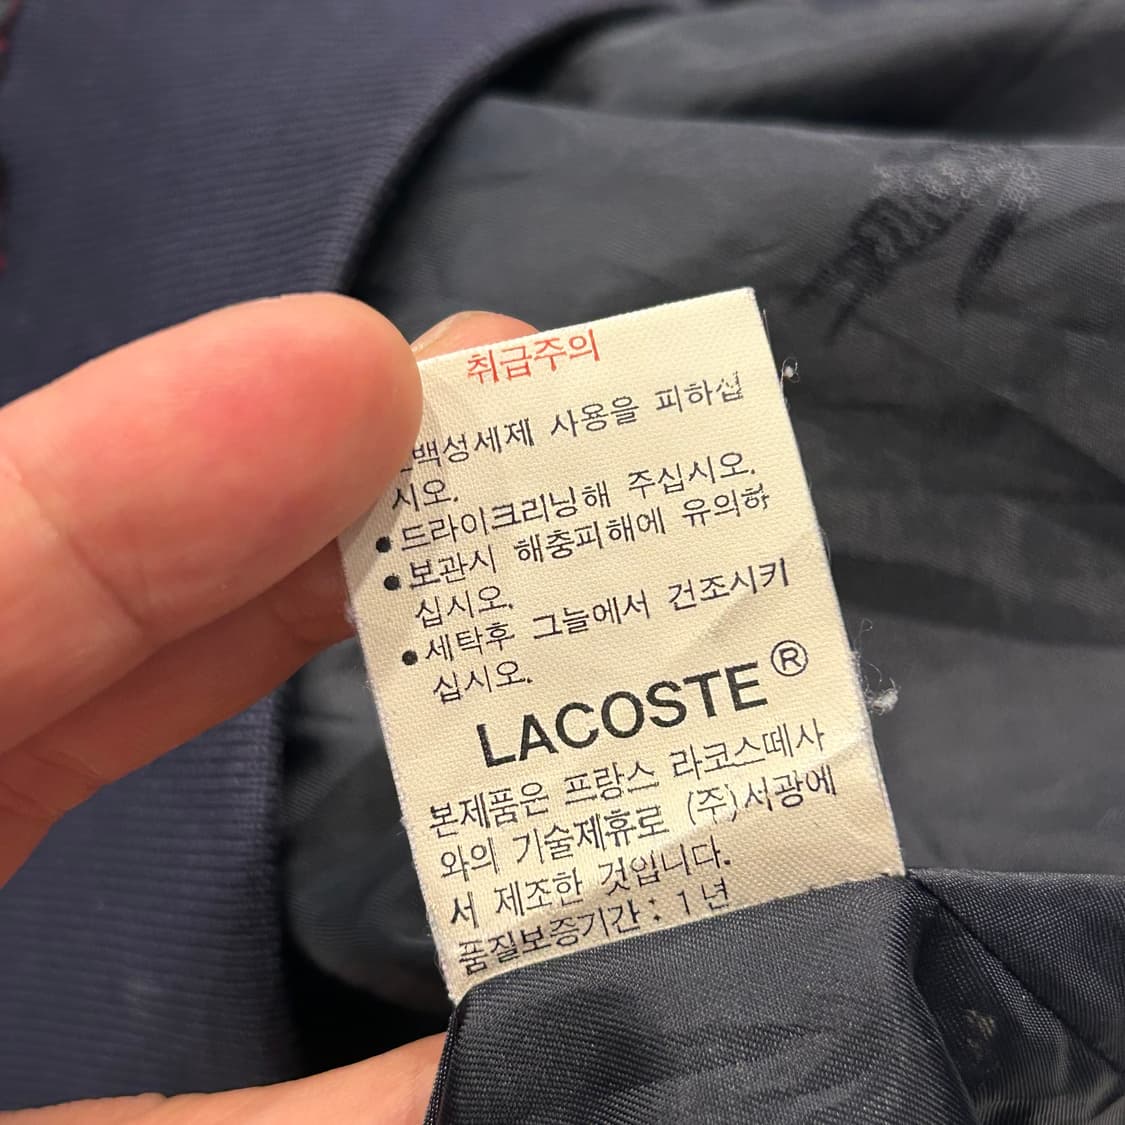 취급주의
백성세제 사용을 피하십
시오.
● 드라이크리닝해 주십시오.
● 보관시 해충피해에 유의하
십시오.
● 세탁후 그늘에서 건조시키
십시오.
LACOSTE®
본제품은 프랑스 라코스떼사
와의 기술제휴로 (주)서광에
서 제조한 것입니다.
품질보증기간 : 1년